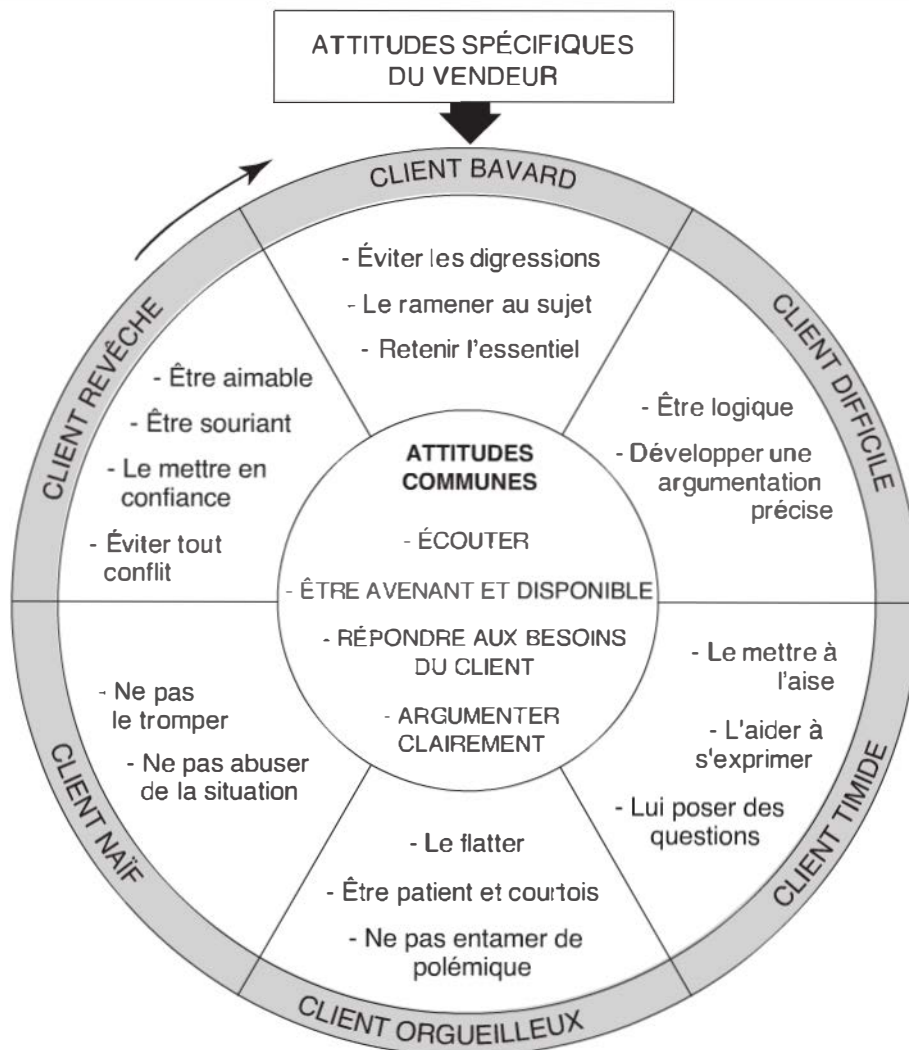 ATTITUDES SPÉCIFIQUES
DU VENDEUR
CLIENT BAVARD
- Éviter les digressions
- Le ramener au sujet
- Retenir l'essentiel
CLIENT DIFFICILE
- Être logique
- Développer une
argumentation
précise
CLIENT TIMIDE
- Le mettre à
l'aise
- L'aider à
s'exprimer
- Lui poser des
questions
CLIENT ORGUEILLEUX
- Le flatter
- Être patient et courtois
- Ne pas entamer de
polémique
CLIENT NAÏF
- Ne pas
le tromper
- Ne pas abuser
de la situation
CLIENT REVÊCHE
- Être aimable
- Être souriant
- Le mettre en
confiance
- Éviter tout
conflit
ATTITUDES
COMMUNES
- ÉCOUTER
- ÊTRE AVENANT ET DISPONIBLE
- RÉPONDRE AUX BESOINS
DU CLIENT
- ARGUMENTER
CLAIREMENT